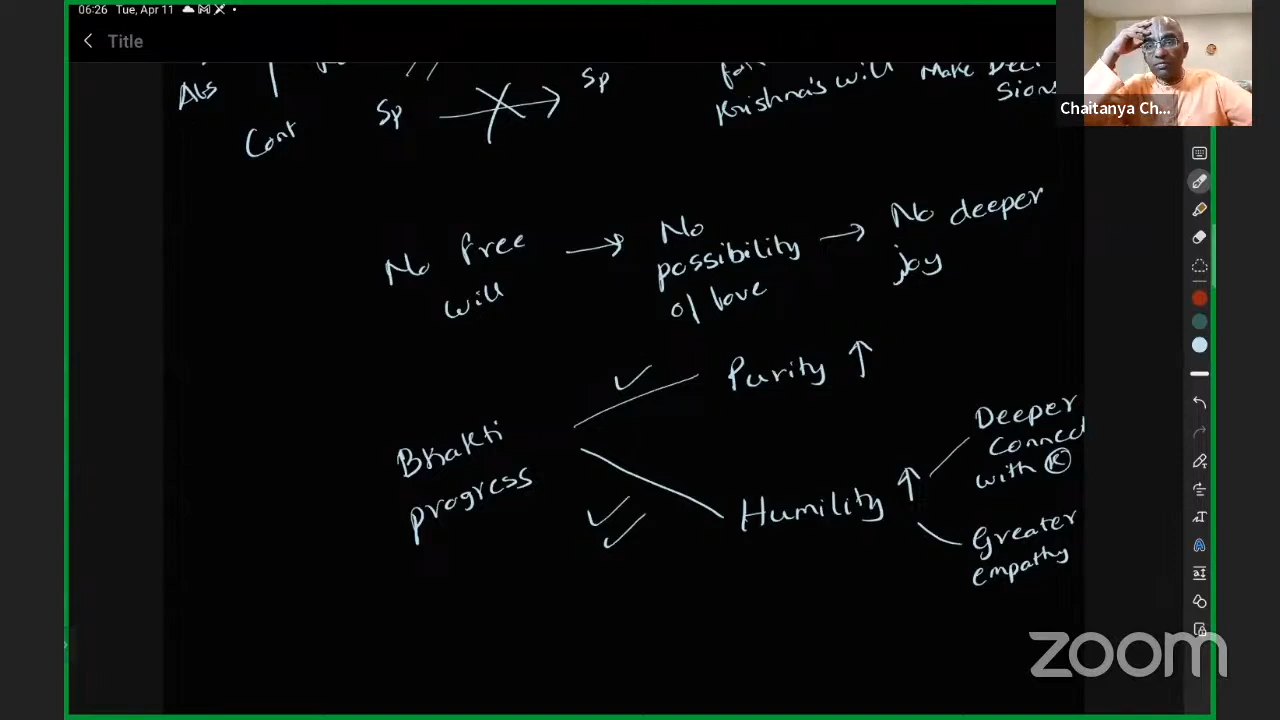 06:26 Tue, Apr 11
Title
Abs
Cont
Sp
Sp
Krishna's will
Make Deci
sions
Chaitanya Ch...
No free
will
No
possibility
of love
No deeper
joy
Bhakti
progress
Purity
Humility
Deeper
Connect
with K
Greater
empathy
zoom